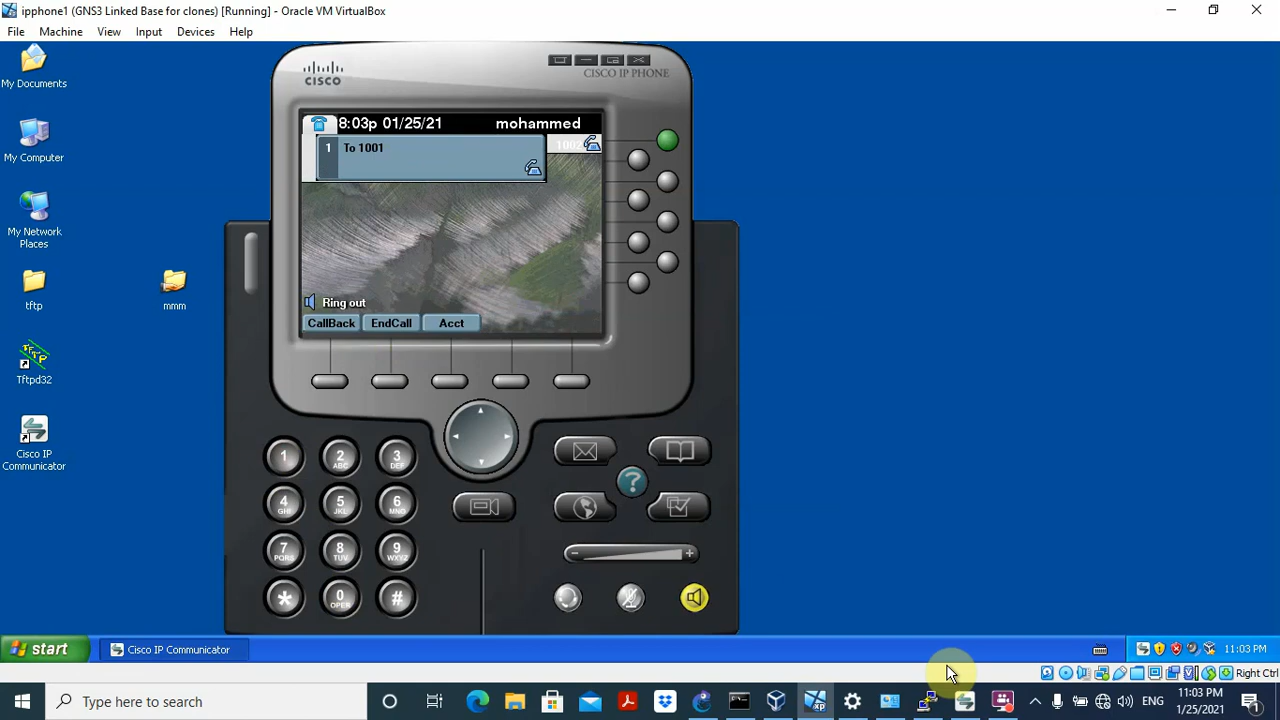 ipphone1 (GNS3 Linked Base for clones) [Running] - Oracle VM VirtualBox
File Machine View Input Devices Help
My Documents
My Computer
My Network Places
tftp
mmm
Tftpd32
Cisco IP Communicator
CISCO
CISCO IP PHONE
8:03p 01/25/21 mohammed
1 To 1001
1002
Ring out
CallBack EndCall Acct
1 2 ABC 3 DEF
4 GHI 5 JKL 6 MNO
7 PQRS 8 TUV 9 WXYZ
* 0 OPER #
?
- +
start Cisco IP Communicator 11:03 PM
Right Ctrl
Type here to search
ENG
11:03 PM
1/25/2021
1